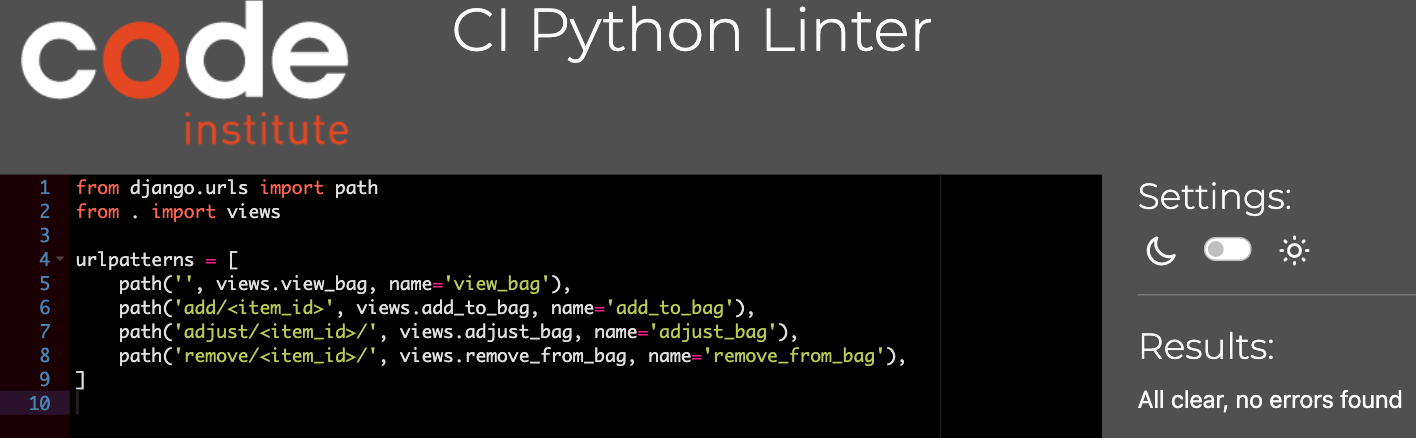 code
institute
CI Python Linter
1 from django.urls import path
2 from . import views
3
4 urlpatterns = [
5     path('', views.view_bag, name='view_bag'),
6     path('add/<item_id>', views.add_to_bag, name='add_to_bag'),
7     path('adjust/<item_id>/', views.adjust_bag, name='adjust_bag'),
8     path('remove/<item_id>/', views.remove_from_bag, name='remove_from_bag'),
9 ]
10
Settings:
Results:
All clear, no errors found